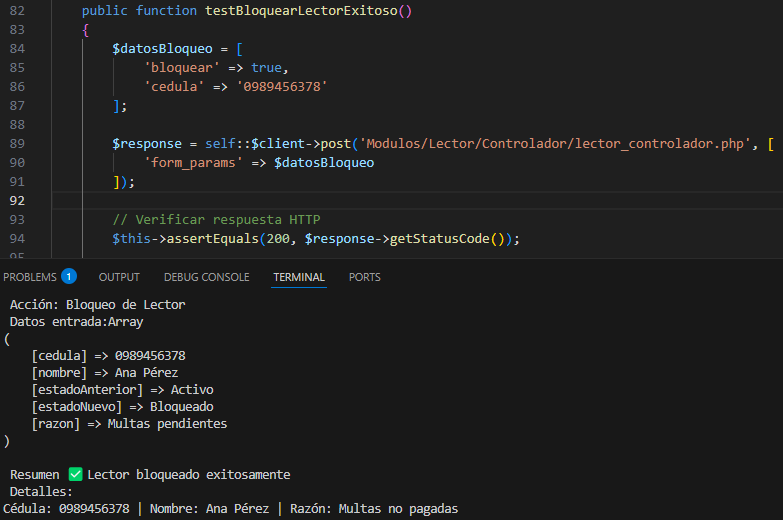 82 public function testBloquearLectorExitoso()
83 {
84 $datosBloqueo = [
85 'bloquear' => true,
86 'cedula' => '0989456378'
87 ];
88
89 $response = self::$client->post('Modulos/Lector/Controlador/lector_controlador.php', [
90 'form_params' => $datosBloqueo
91 ]);
92
93 // Verificar respuesta HTTP
94 $this->assertEquals(200, $response->getStatusCode());
95
PROBLEMS 1 OUTPUT DEBUG CONSOLE TERMINAL PORTS
Acción: Bloqueo de Lector
Datos entrada:Array
(
[cedula] => 0989456378
[nombre] => Ana Pérez
[estadoAnterior] => Activo
[estadoNuevo] => Bloqueado
[razon] => Multas pendientes
)
Resumen ✅ Lector bloqueado exitosamente
Detalles:
Cédula: 0989456378 | Nombre: Ana Pérez | Razón: Multas no pagadas